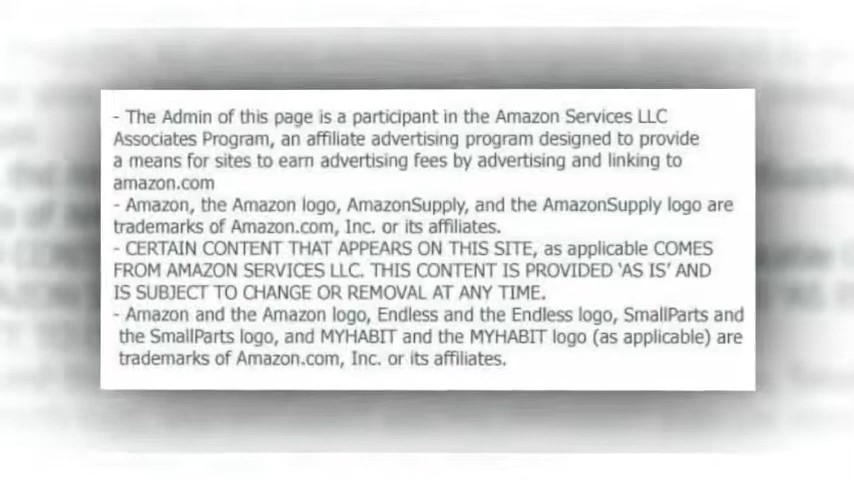 - The Admin of this page is a participant in the Amazon Services LLC
Associates Program, an affiliate advertising program designed to provide
a means for sites to earn advertising fees by advertising and linking to
amazon.com
- Amazon, the Amazon logo, AmazonSupply, and the AmazonSupply logo are
trademarks of Amazon.com, Inc. or its affiliates.
- CERTAIN CONTENT THAT APPEARS ON THIS SITE, as applicable COMES
FROM AMAZON SERVICES LLC. THIS CONTENT IS PROVIDED 'AS IS' AND
IS SUBJECT TO CHANGE OR REMOVAL AT ANY TIME.
- Amazon and the Amazon logo, Endless and the Endless logo, SmallParts and
the SmallParts logo, and MYHABIT and the MYHABIT logo (as applicable) are
trademarks of Amazon.com, Inc. or its affiliates.